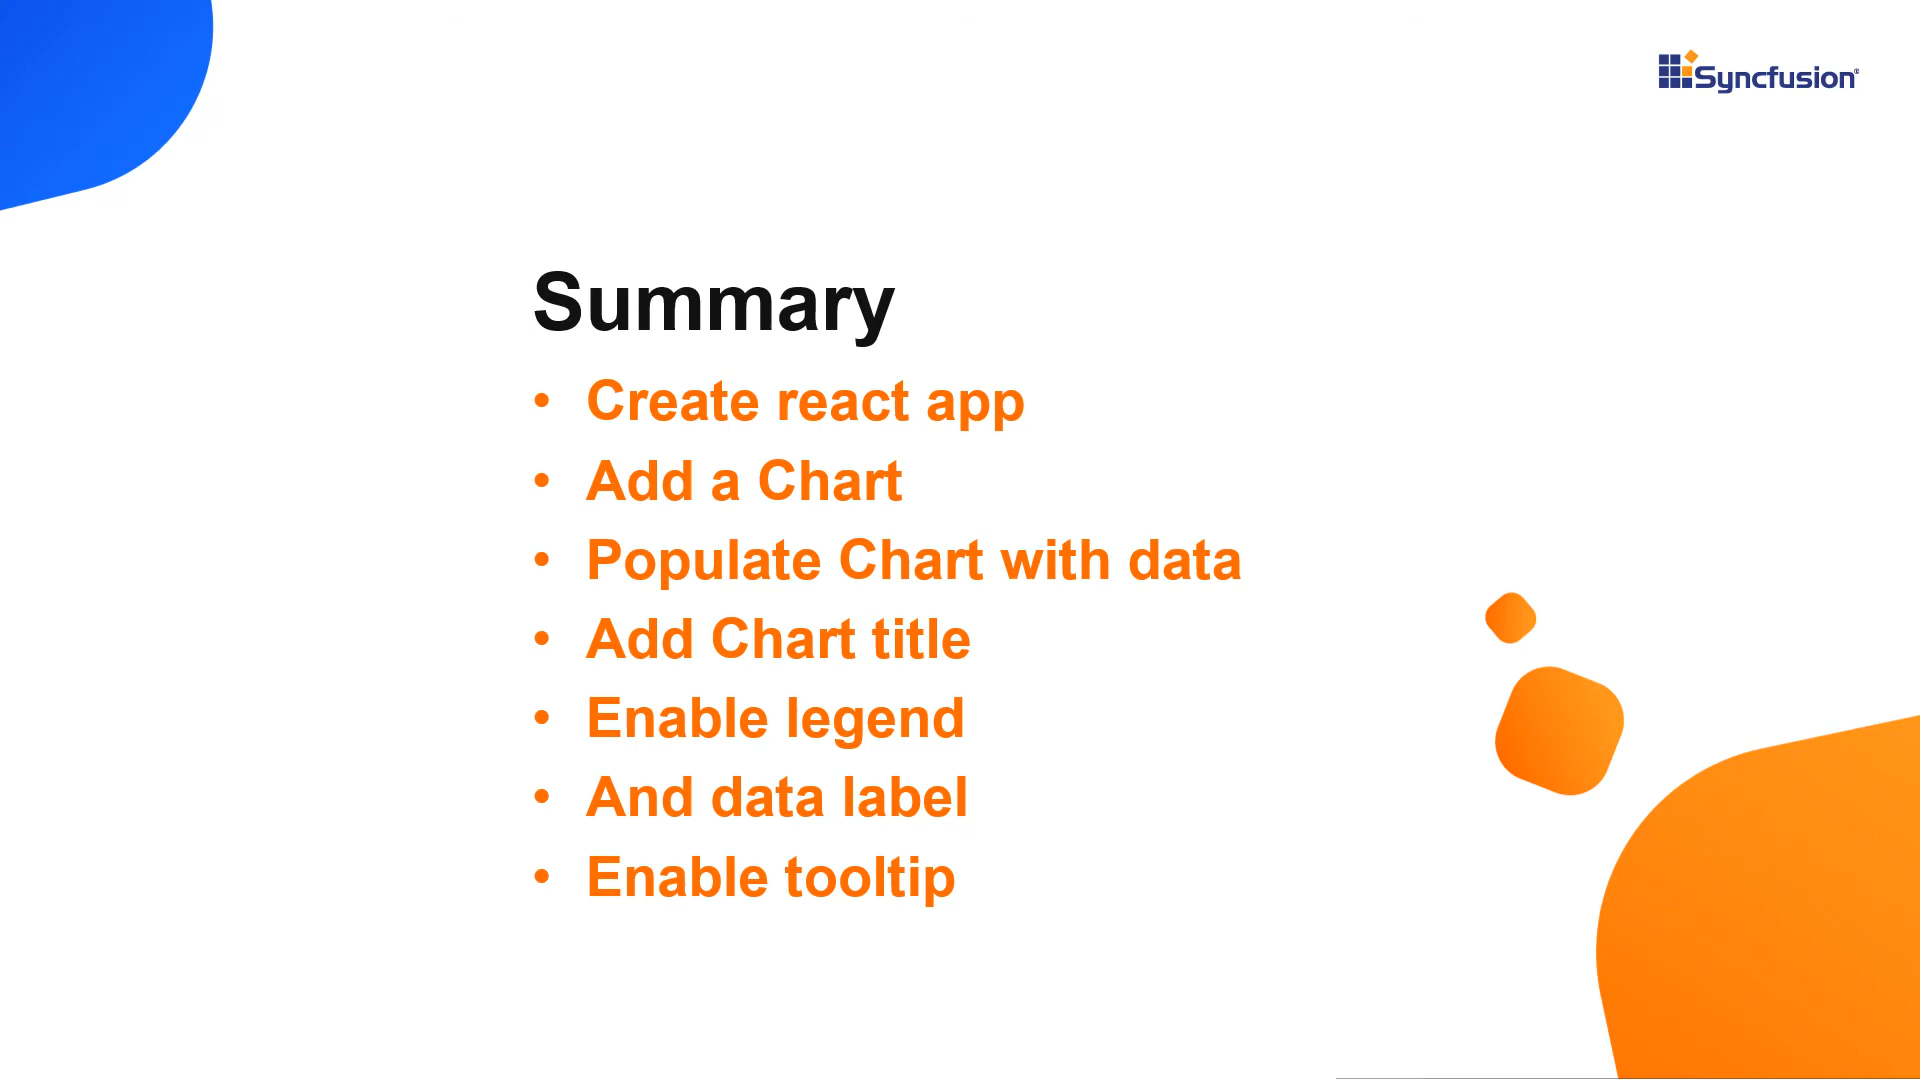 Syncfusion®
Summary
• Create react app
• Add a Chart
• Populate Chart with data
• Add Chart title
• Enable legend
• And data label
• Enable tooltip